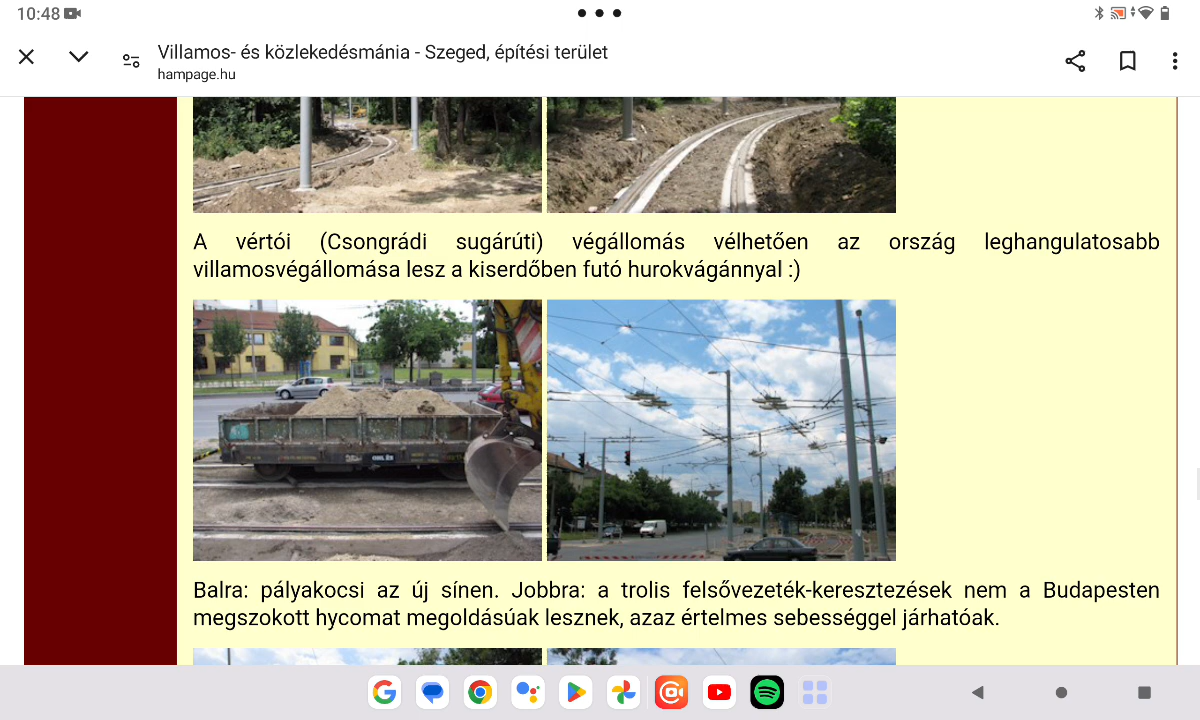 10:48
Villamos- és közlekedésmánia - Szeged, építési terület
hampage.hu
A vértói (Csongrádi sugárúti) végállomás vélhetően az ország leghangulatosabb
villamosvégállomása lesz a kiserdőben futó hurokvágánnyal :)
Balra: pályakocsi az új sínen. Jobbra: a trolis felsővezeték-keresztezések nem a Budapesten
megszokott hycomat megoldásúak lesznek, azaz értelmes sebességgel járhatóak.